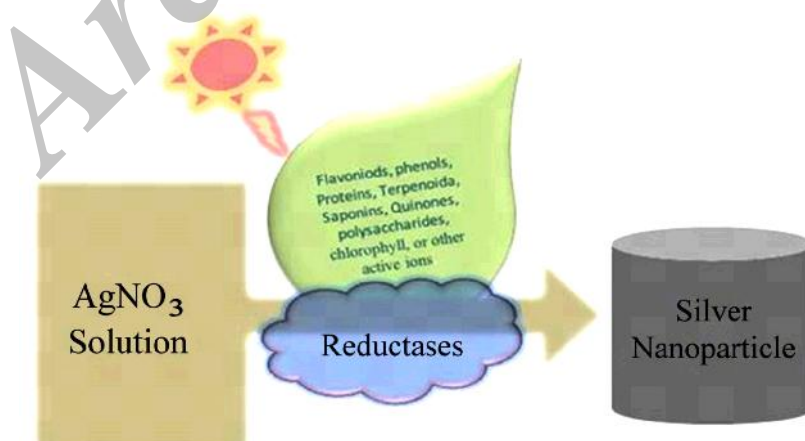 Flavoniods, phenols,
Proteins, Terpenoida,
Saponins, Quinones,
polysaccharides,
chlorophyll, or other
active ions
AgNO₃
Solution
Reductases
Silver
Nanoparticle